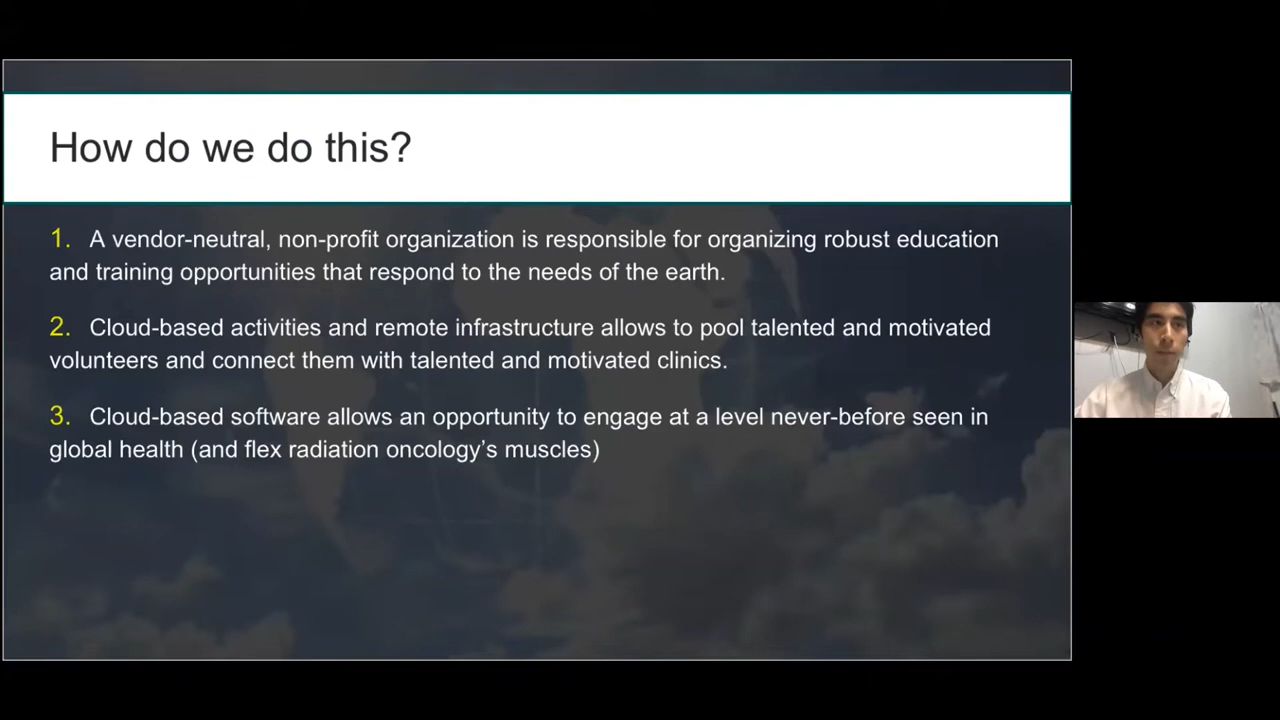 How do we do this?
1. A vendor-neutral, non-profit organization is responsible for organizing robust education
and training opportunities that respond to the needs of the earth.
2. Cloud-based activities and remote infrastructure allows to pool talented and motivated
volunteers and connect them with talented and motivated clinics.
3. Cloud-based software allows an opportunity to engage at a level never-before seen in
global health (and flex radiation oncology’s muscles)